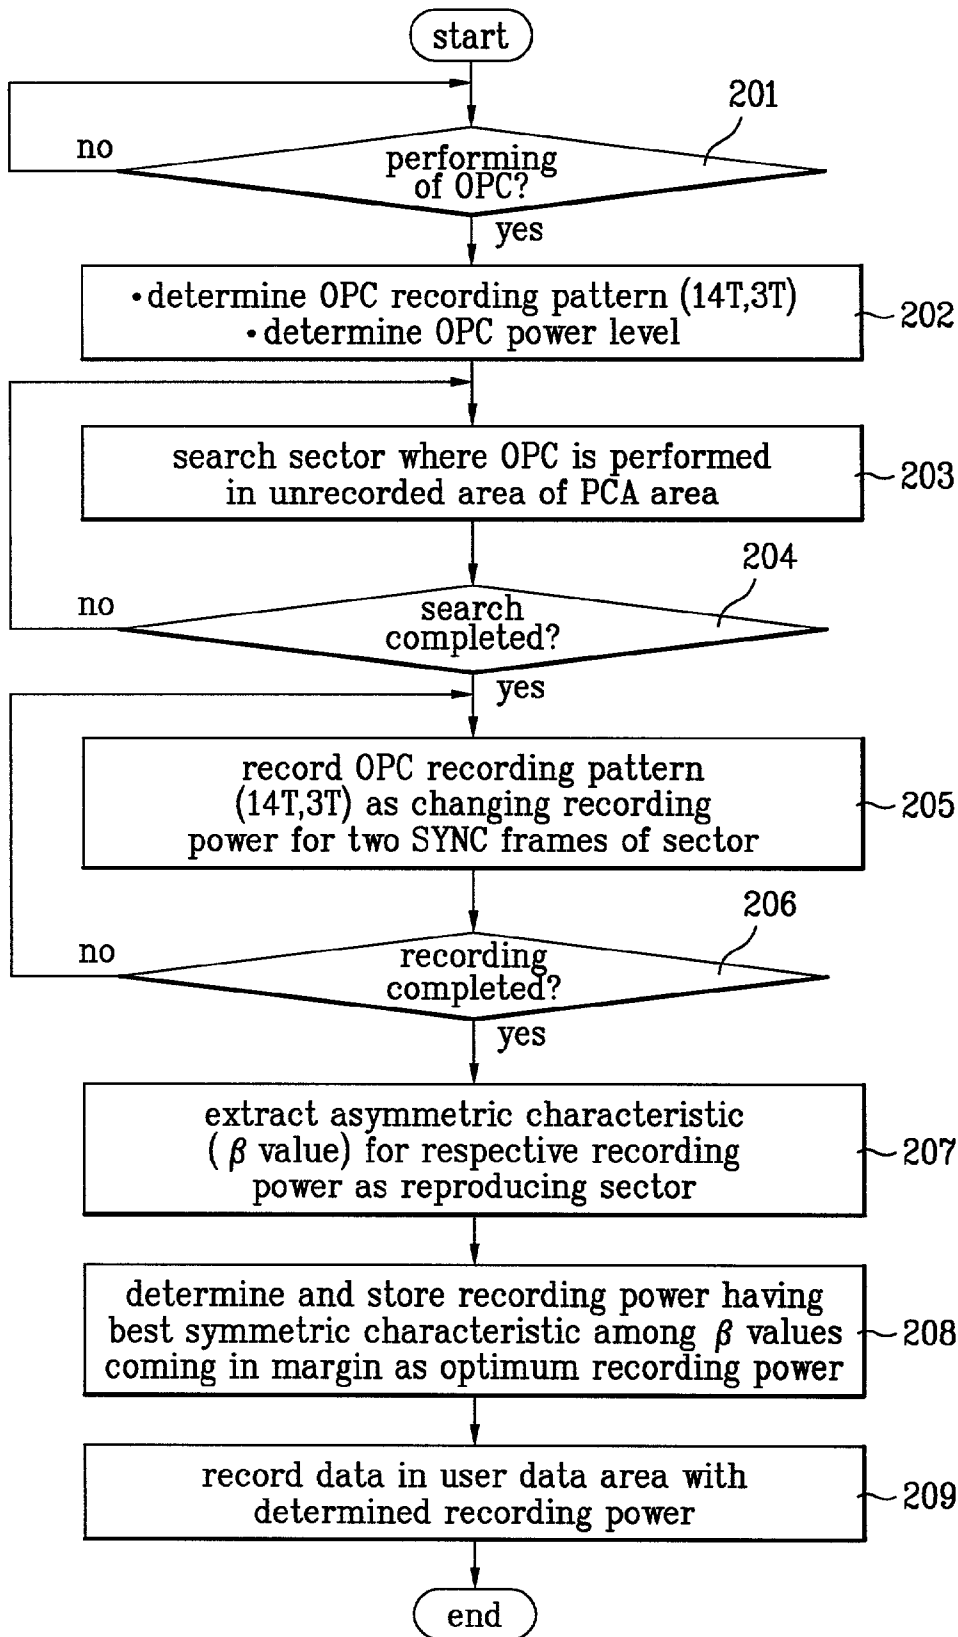 start
201
no
performing
of OPC?
yes
•determine OPC recording pattern (14T,3T)
•determine OPC power level
202
search sector where OPC is performed
in unrecorded area of PCA area
203
204
no
search
completed?
yes
record OPC recording pattern
(14T,3T) as changing recording
power for two SYNC frames of sector
205
206
no
recording
completed?
yes
extract asymmetric characteristic
( β value) for respective recording
power as reproducing sector
207
determine and store recording power having
best symmetric characteristic among β values
coming in margin as optimum recording power
208
record data in user data area with
determined recording power
209
end